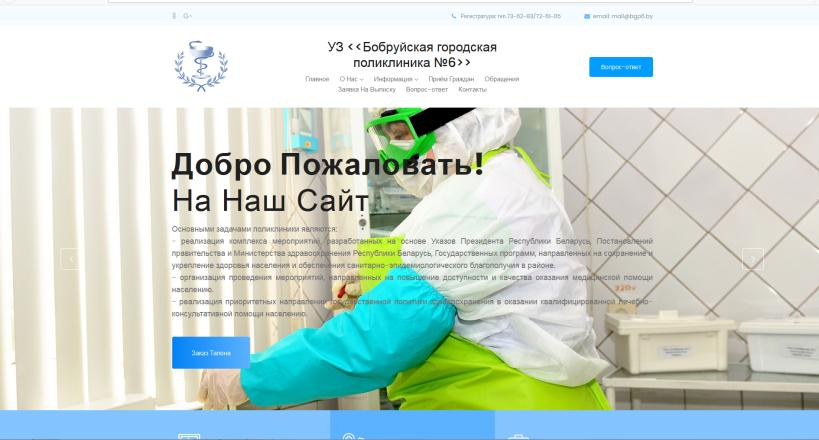 G+
Регистратура: тел.73-62-83/72-61-05
email: mail@bgp6.by
УЗ <<Бобруйская городская
поликлиника №6>>
Вопрос-ответ
Главное О Нас Информация Приём Граждан Обращения
Заявка На Выписку Вопрос-ответ Контакты
Добро Пожаловать!
На Наш Сайт
Основными задачами поликлиники являются:
- реализация комплекса мероприятий, разработанных на основе Указов Президента Республики Беларусь, Постановлений
правительства и Министерства здравоохранения Республики Беларусь, Государственных программ, направленных на сохранение и
укрепление здоровья населения и обеспечения санитарно-эпидемиологического благополучия в районе.
- организация проведения мероприятий, направленных на повышение доступности и качества оказания медицинской помощи
населению.
- реализация приоритетных направлений государственной политики здравоохранения в оказании квалифицированной лечебно-
консультативной помощи населению.
220v
Заказ Талона